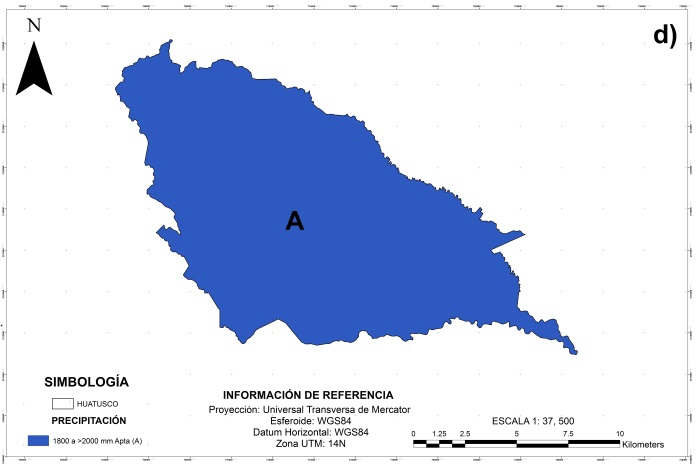 N
d)
A
SIMBOLOGÍA
HUATUSCO
PRECIPITACIÓN
1800 a >2000 mm Apta (A)
INFORMACIÓN DE REFERENCIA
Proyección: Universal Transversa de Mercator
Esferoide: WGS84
Datum Horizontal: WGS84
Zona UTM: 14N
ESCALA 1: 37, 500
0 1.25 2.5 5 7.5 10
Kilometers